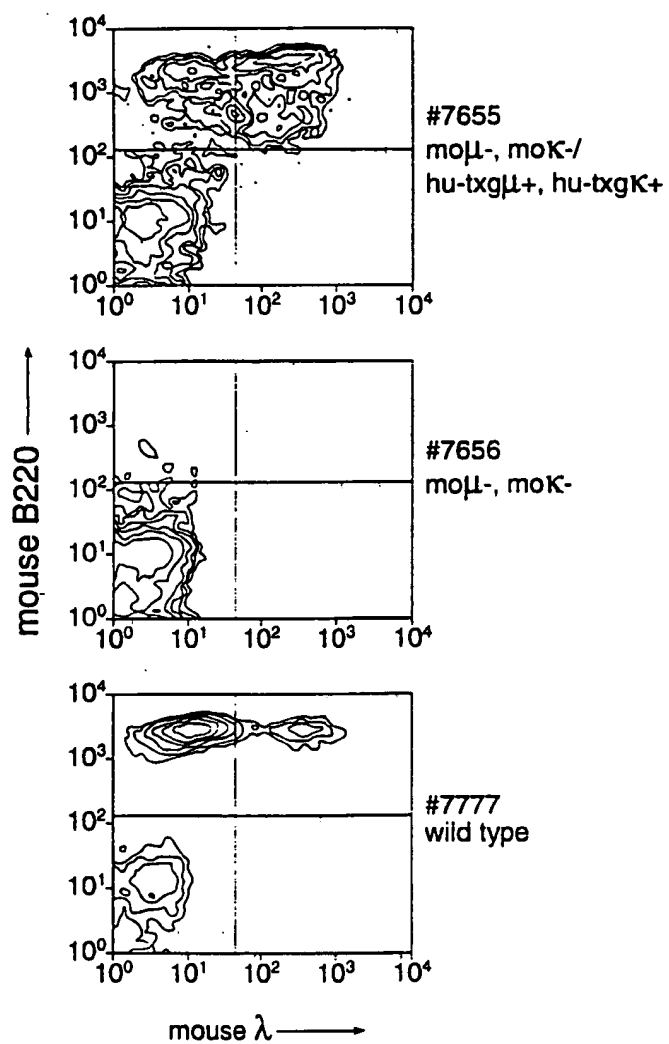 10⁴
10³
10²
10¹
10⁰
10⁰ 10¹ 10² 10³ 10⁴
#7655
moμ-, moκ-/
hu-txgμ+, hu-txgκ+
10⁴
10³
10²
10¹
10⁰
10⁰ 10¹ 10² 10³ 10⁴
#7656
moμ-, moκ-
10⁴
10³
10²
10¹
10⁰
10⁰ 10¹ 10² 10³ 10⁴
#7777
wild type
mouse B220
mouse λ